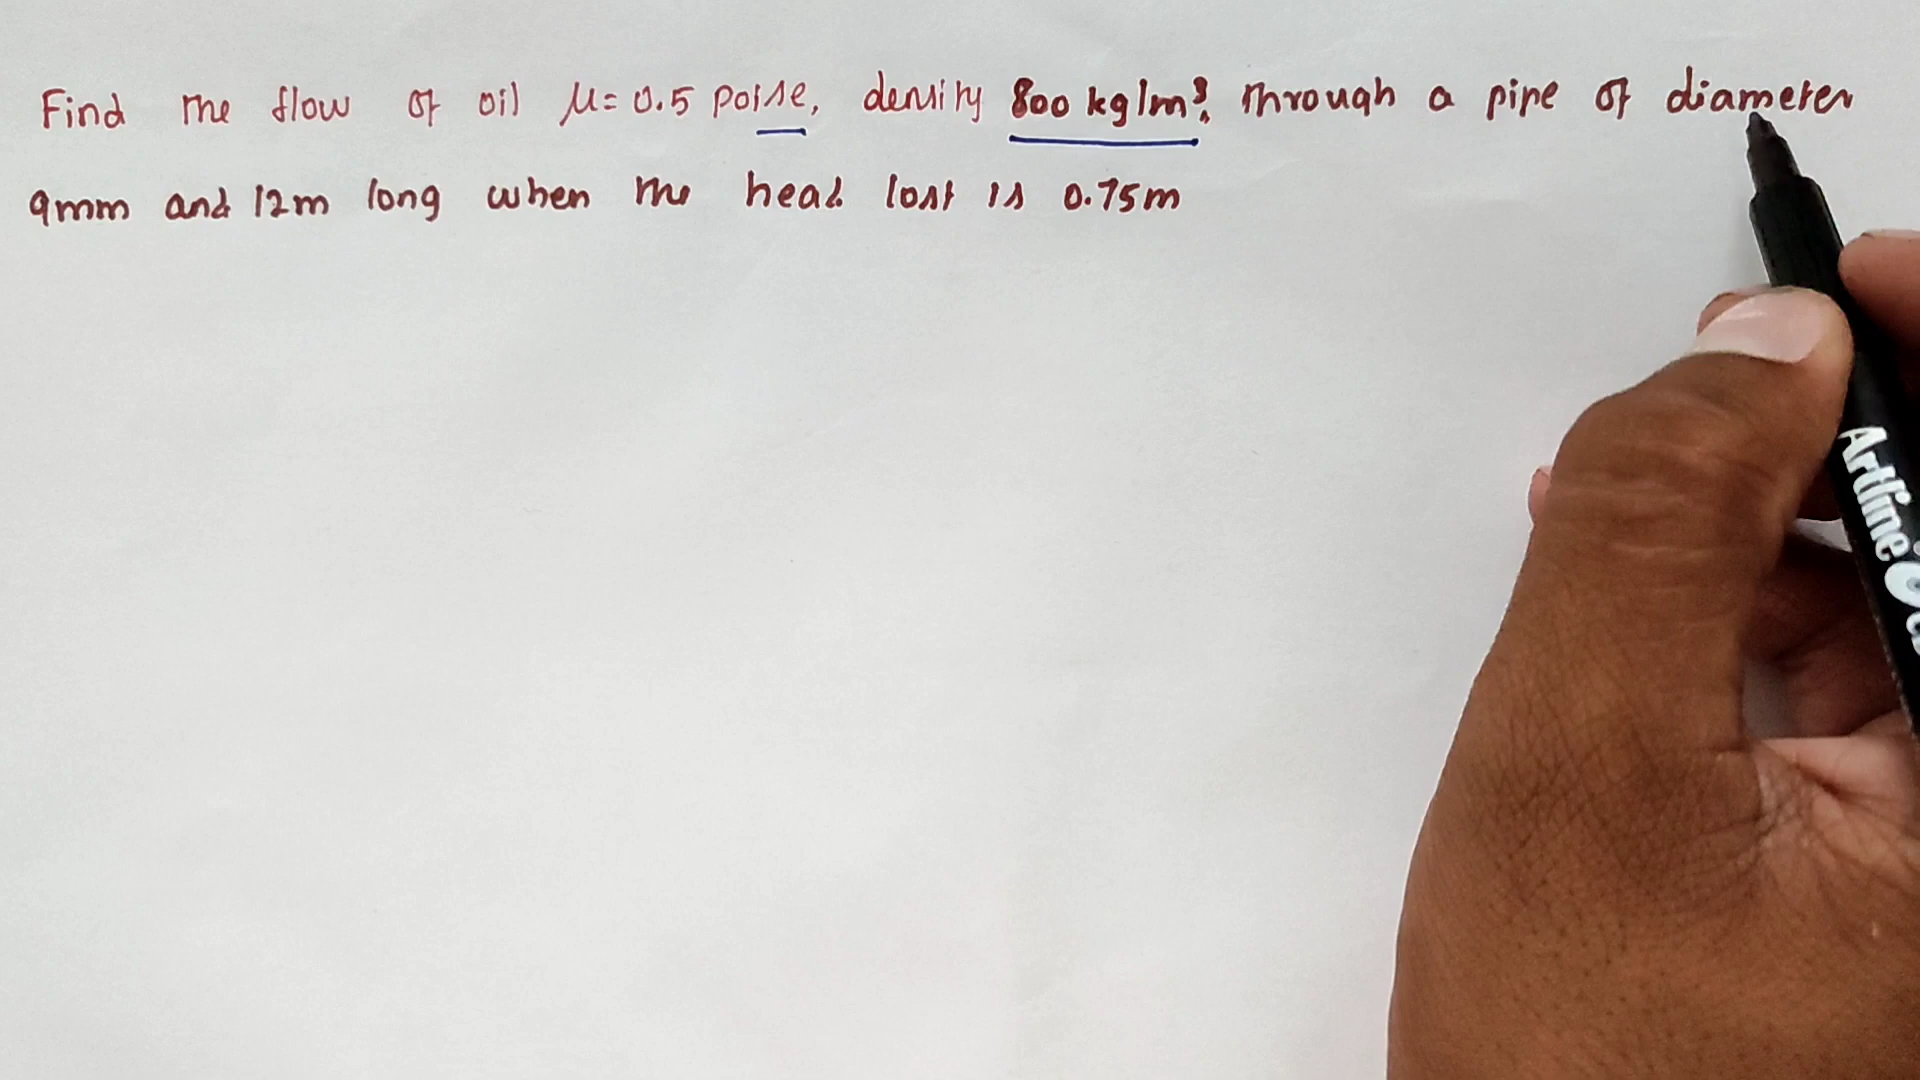 Find the flow of oil μ= 0.5 poise, density 800 kg/m³, through a pipe of diameter
9mm and 12m long when the head lost is 0.75m
Artline